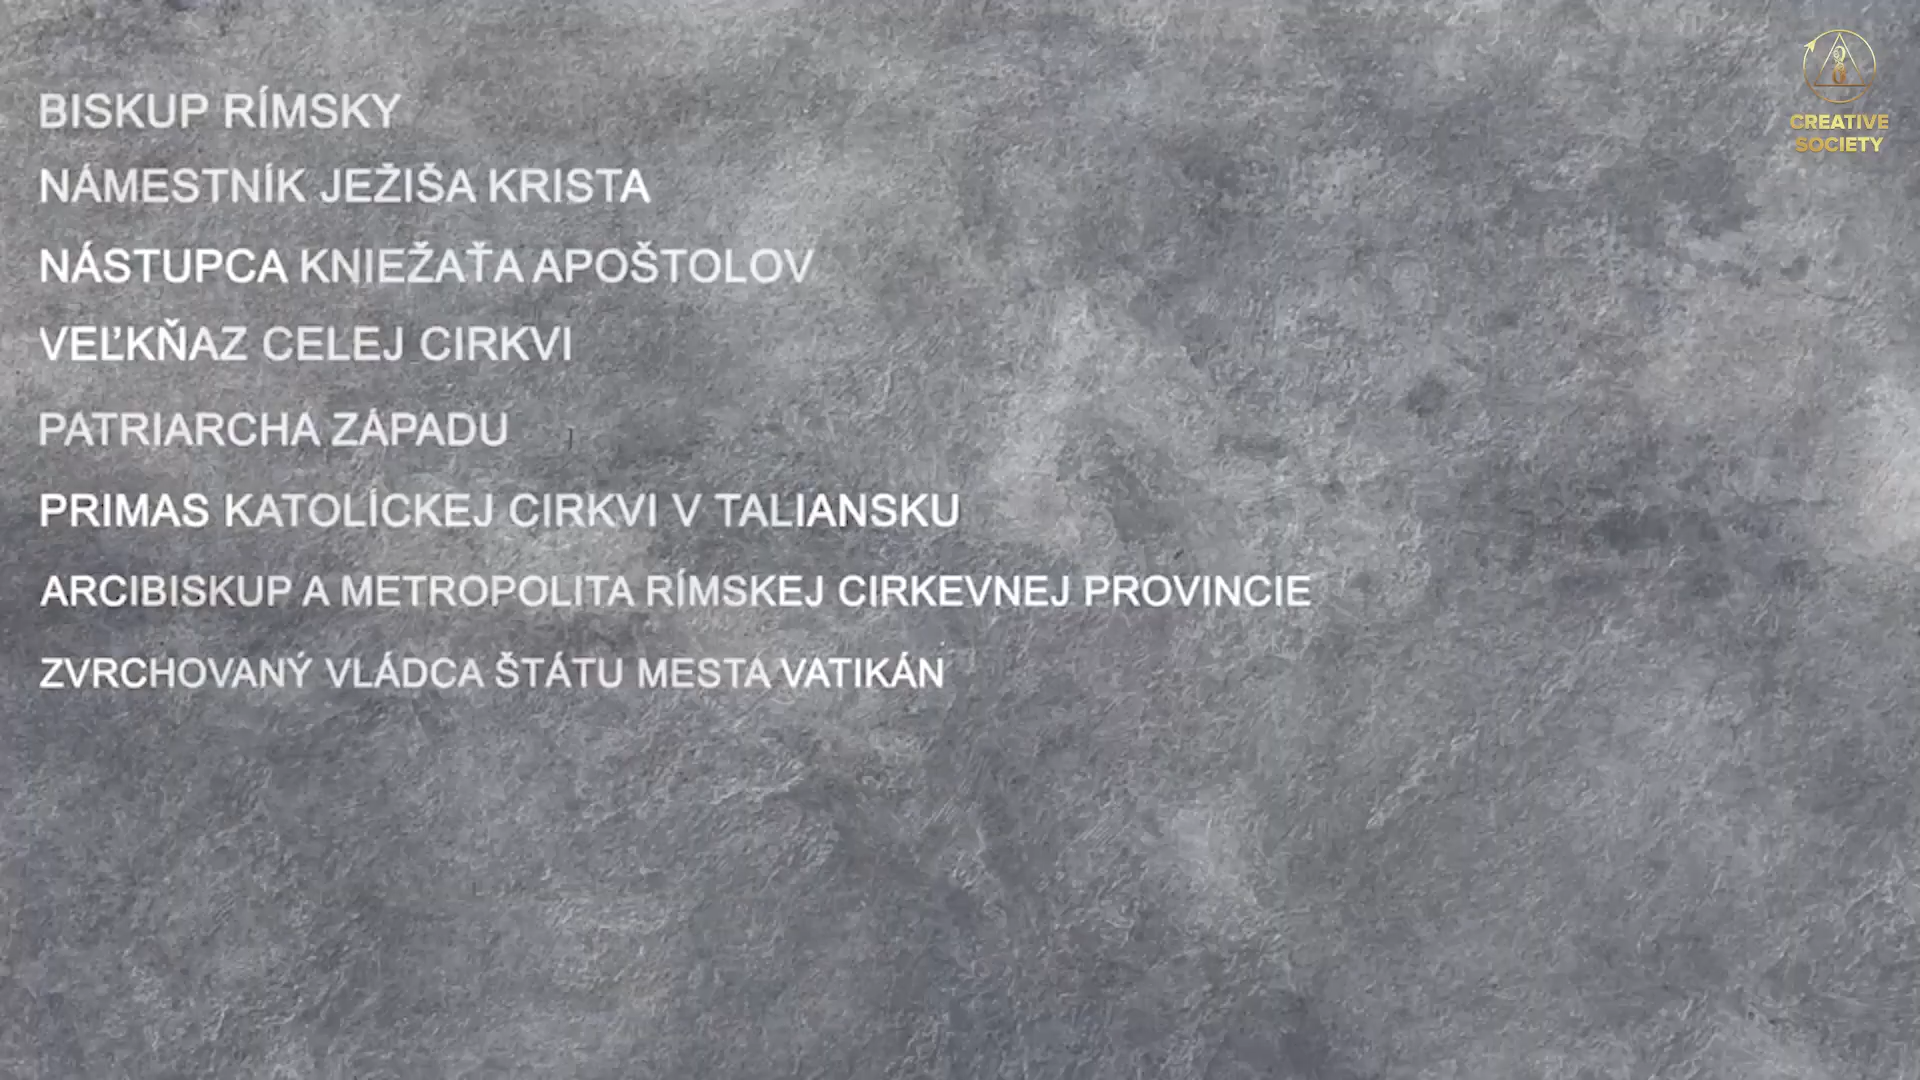 BISKUP RÍMSKY
NÁMESTNÍK JEŽIŠA KRISTA
NÁSTUPCA KNIEŽAŤA APOŠTOLOV
VEĽKŇAZ CELEJ CIRKVI
PATRIARCHA ZÁPADU
PRIMAS KATOLÍCKEJ CIRKVI V TALIANSKU
ARCIBISKUP A METROPOLITA RÍMSKEJ CIRKEVNEJ PROVINCIE
ZVRCHOVANÝ VLÁDCA ŠTÁTU MESTA VATIKÁN
CREATIVE
SOCIETY